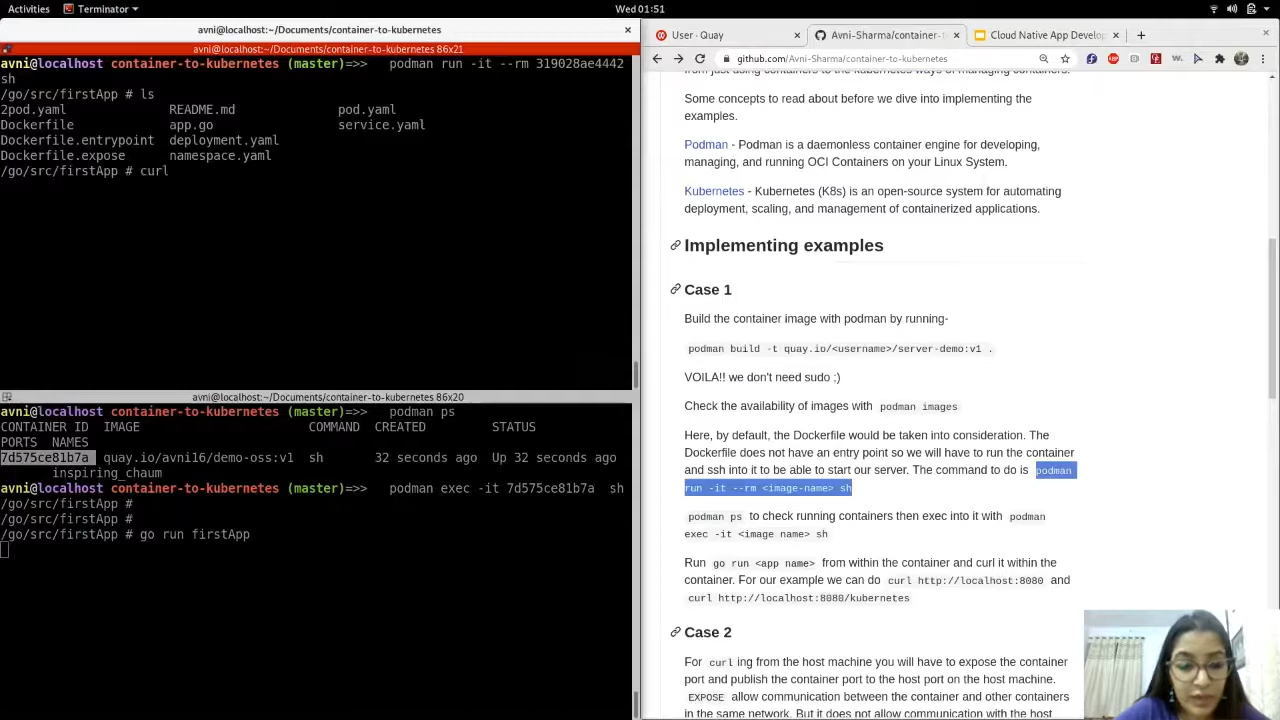 Activities
Terminator
Wed 01:51
avni@localhost:~/Documents/container-to-kubernetes
avni@localhost:~/Documents/container-to-kubernetes 86x21
avni@localhost container-to-kubernetes (master)=>> podman run -it --rm 319028ae4442
sh
/go/src/firstApp # ls
2pod.yaml README.md pod.yaml
Dockerfile app.go service.yaml
Dockerfile.entrypoint deployment.yaml
Dockerfile.expose namespace.yaml
/go/src/firstApp # curl
avni@localhost:~/Documents/container-to-kubernetes 86x20
avni@localhost container-to-kubernetes (master)=>> podman ps
CONTAINER ID IMAGE COMMAND CREATED STATUS
PORTS NAMES
7d575ce81b7a quay.io/avni16/demo-oss:v1 sh 32 seconds ago Up 32 seconds ago
inspiring_chaum
avni@localhost container-to-kubernetes (master)=>> podman exec -it 7d575ce81b7a sh
/go/src/firstApp #
/go/src/firstApp #
/go/src/firstApp # go run firstApp
User · Quay
Avni-Sharma/container-to-k
Cloud Native App Develop
github.com/Avni-Sharma/container-to-kubernetes
from just using containers to the kubernetes ways of managing containers.
Some concepts to read about before we dive into implementing the
examples.
Podman - Podman is a daemonless container engine for developing,
managing, and running OCI Containers on your Linux System.
Kubernetes - Kubernetes (K8s) is an open-source system for automating
deployment, scaling, and management of containerized applications.
Implementing examples
Case 1
Build the container image with podman by running-
podman build -t quay.io/<username>/server-demo:v1 .
VOILA!! we don't need sudo ;)
Check the availability of images with podman images
Here, by default, the Dockerfile would be taken into consideration. The
Dockerfile does not have an entry point so we will have to run the container
and ssh into it to be able to start our server. The command to do is podman
run -it --rm <image-name> sh
podman ps to check running containers then exec into it with podman
exec -it <image name> sh
Run go run <app name> from within the container and curl it within the
container. For our example we can do curl http://localhost:8080 and
curl http://localhost:8080/kubernetes
Case 2
For curl ing from the host machine you will have to expose the container
port and publish the container port to the host port on the host machine.
EXPOSE allow communication between the container and other containers
in the same network. But it does not allow communication with the host